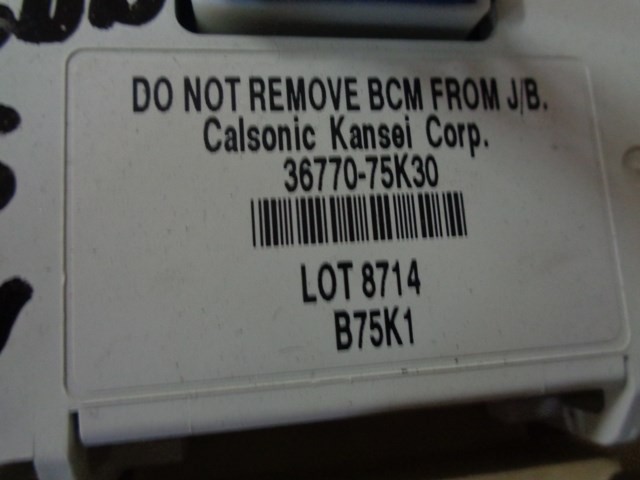 DO NOT REMOVE BCM FROM J/B.
Calsonic Kansei Corp.
36770-75K30
LOT 8714
B75K1